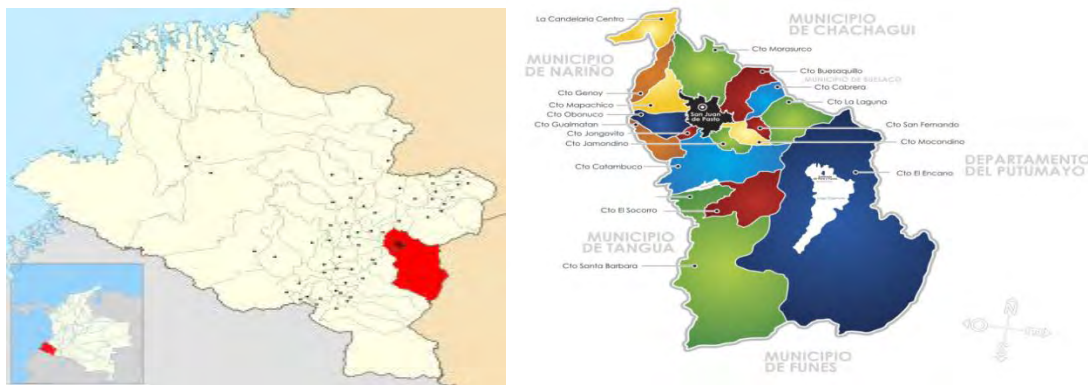 La Candelaria Centro
MUNICIPIO
DE CHACHAGUI
Cto Morasurco
MUNICIPIO
DE NARIÑO
Cto Buesaquillo
MUNICIPIO DE BUESACO
Cto Cabrera
Cto Genoy
Cto La Laguna
Cto Mapachico
Cto Obonuco
San Juan
de Pasto
Cto Gualmatan
Cto San Fernando
Cto Jongovito
Cto Jamondino
Cto Mocondino
Cto Catambuco
DEPARTAMENTO
DEL PUTUMAYO
Cto El Encano
Cto El Socorro
MUNICIPIO
DE TANGUA
Cto Santa Barbara
MUNICIPIO
DE FUNES